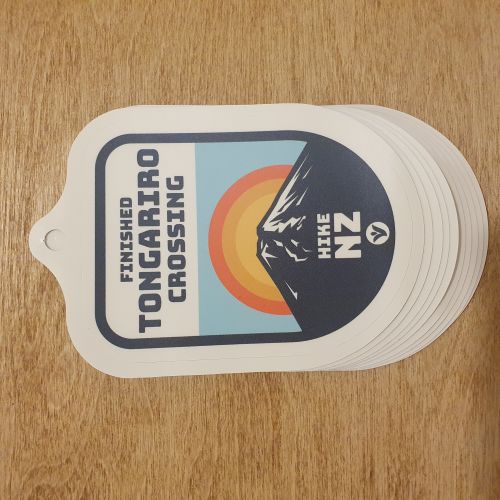 FINISHED
TONGARIRO
CROSSING
HIKE
NZ